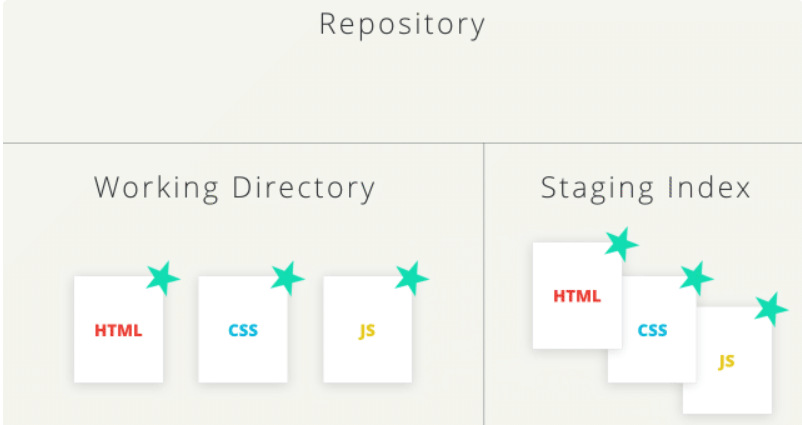 Repository
Working Directory
Staging Index
HTML
CSS
JS
HTML
CSS
JS